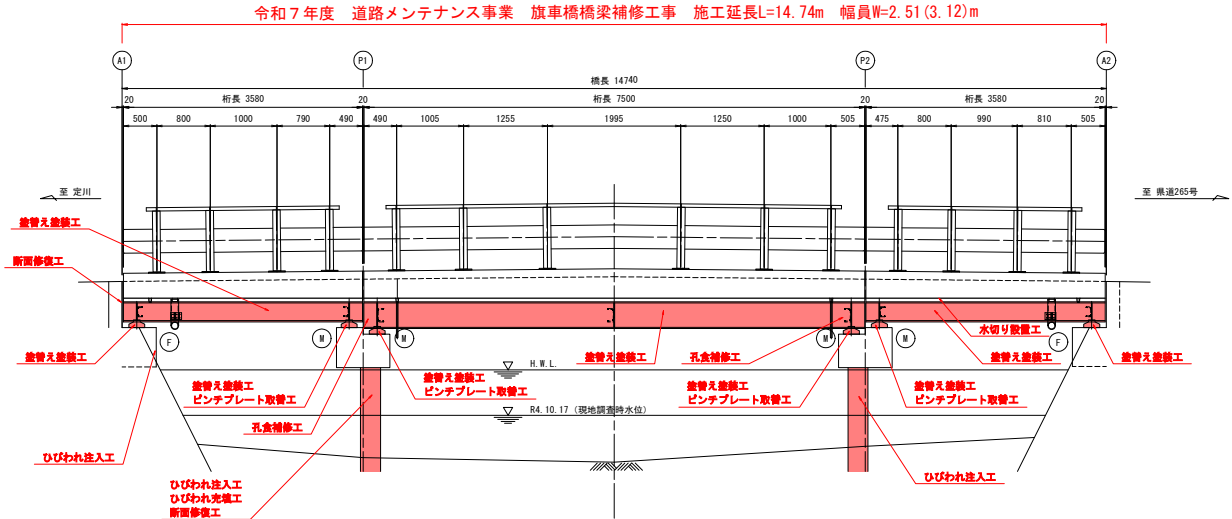 令和７年度　道路メンテナンス事業　旗車橋橋梁補修工事　施工延長L=14.74m　幅員W=2.51(3.12)m
A1
P1
P2
A2
橋長 14740
20
桁長 3580
20
桁長 7500
20
桁長 3580
20
500
800
1000
790
490
490
1005
1255
1995
1250
1000
505
475
800
990
810
505
至 定川
至 県道265号
塗替え塗装工
断面修復工
水切り設置工
F
M
M
M
M
F
塗替え塗装工
塗替え塗装工
孔食補修工
塗替え塗装工
塗替え塗装工
H.W.L.
塗替え塗装工
ピンチプレート取替工
塗替え塗装工
ピンチプレート取替工
塗替え塗装工
ピンチプレート取替工
塗替え塗装工
ピンチプレート取替工
R4.10.17 (現地調査時水位)
孔食補修工
ひびわれ注入工
ひびわれ注入工
ひびわれ注入工
ひびわれ充填工
断面修復工